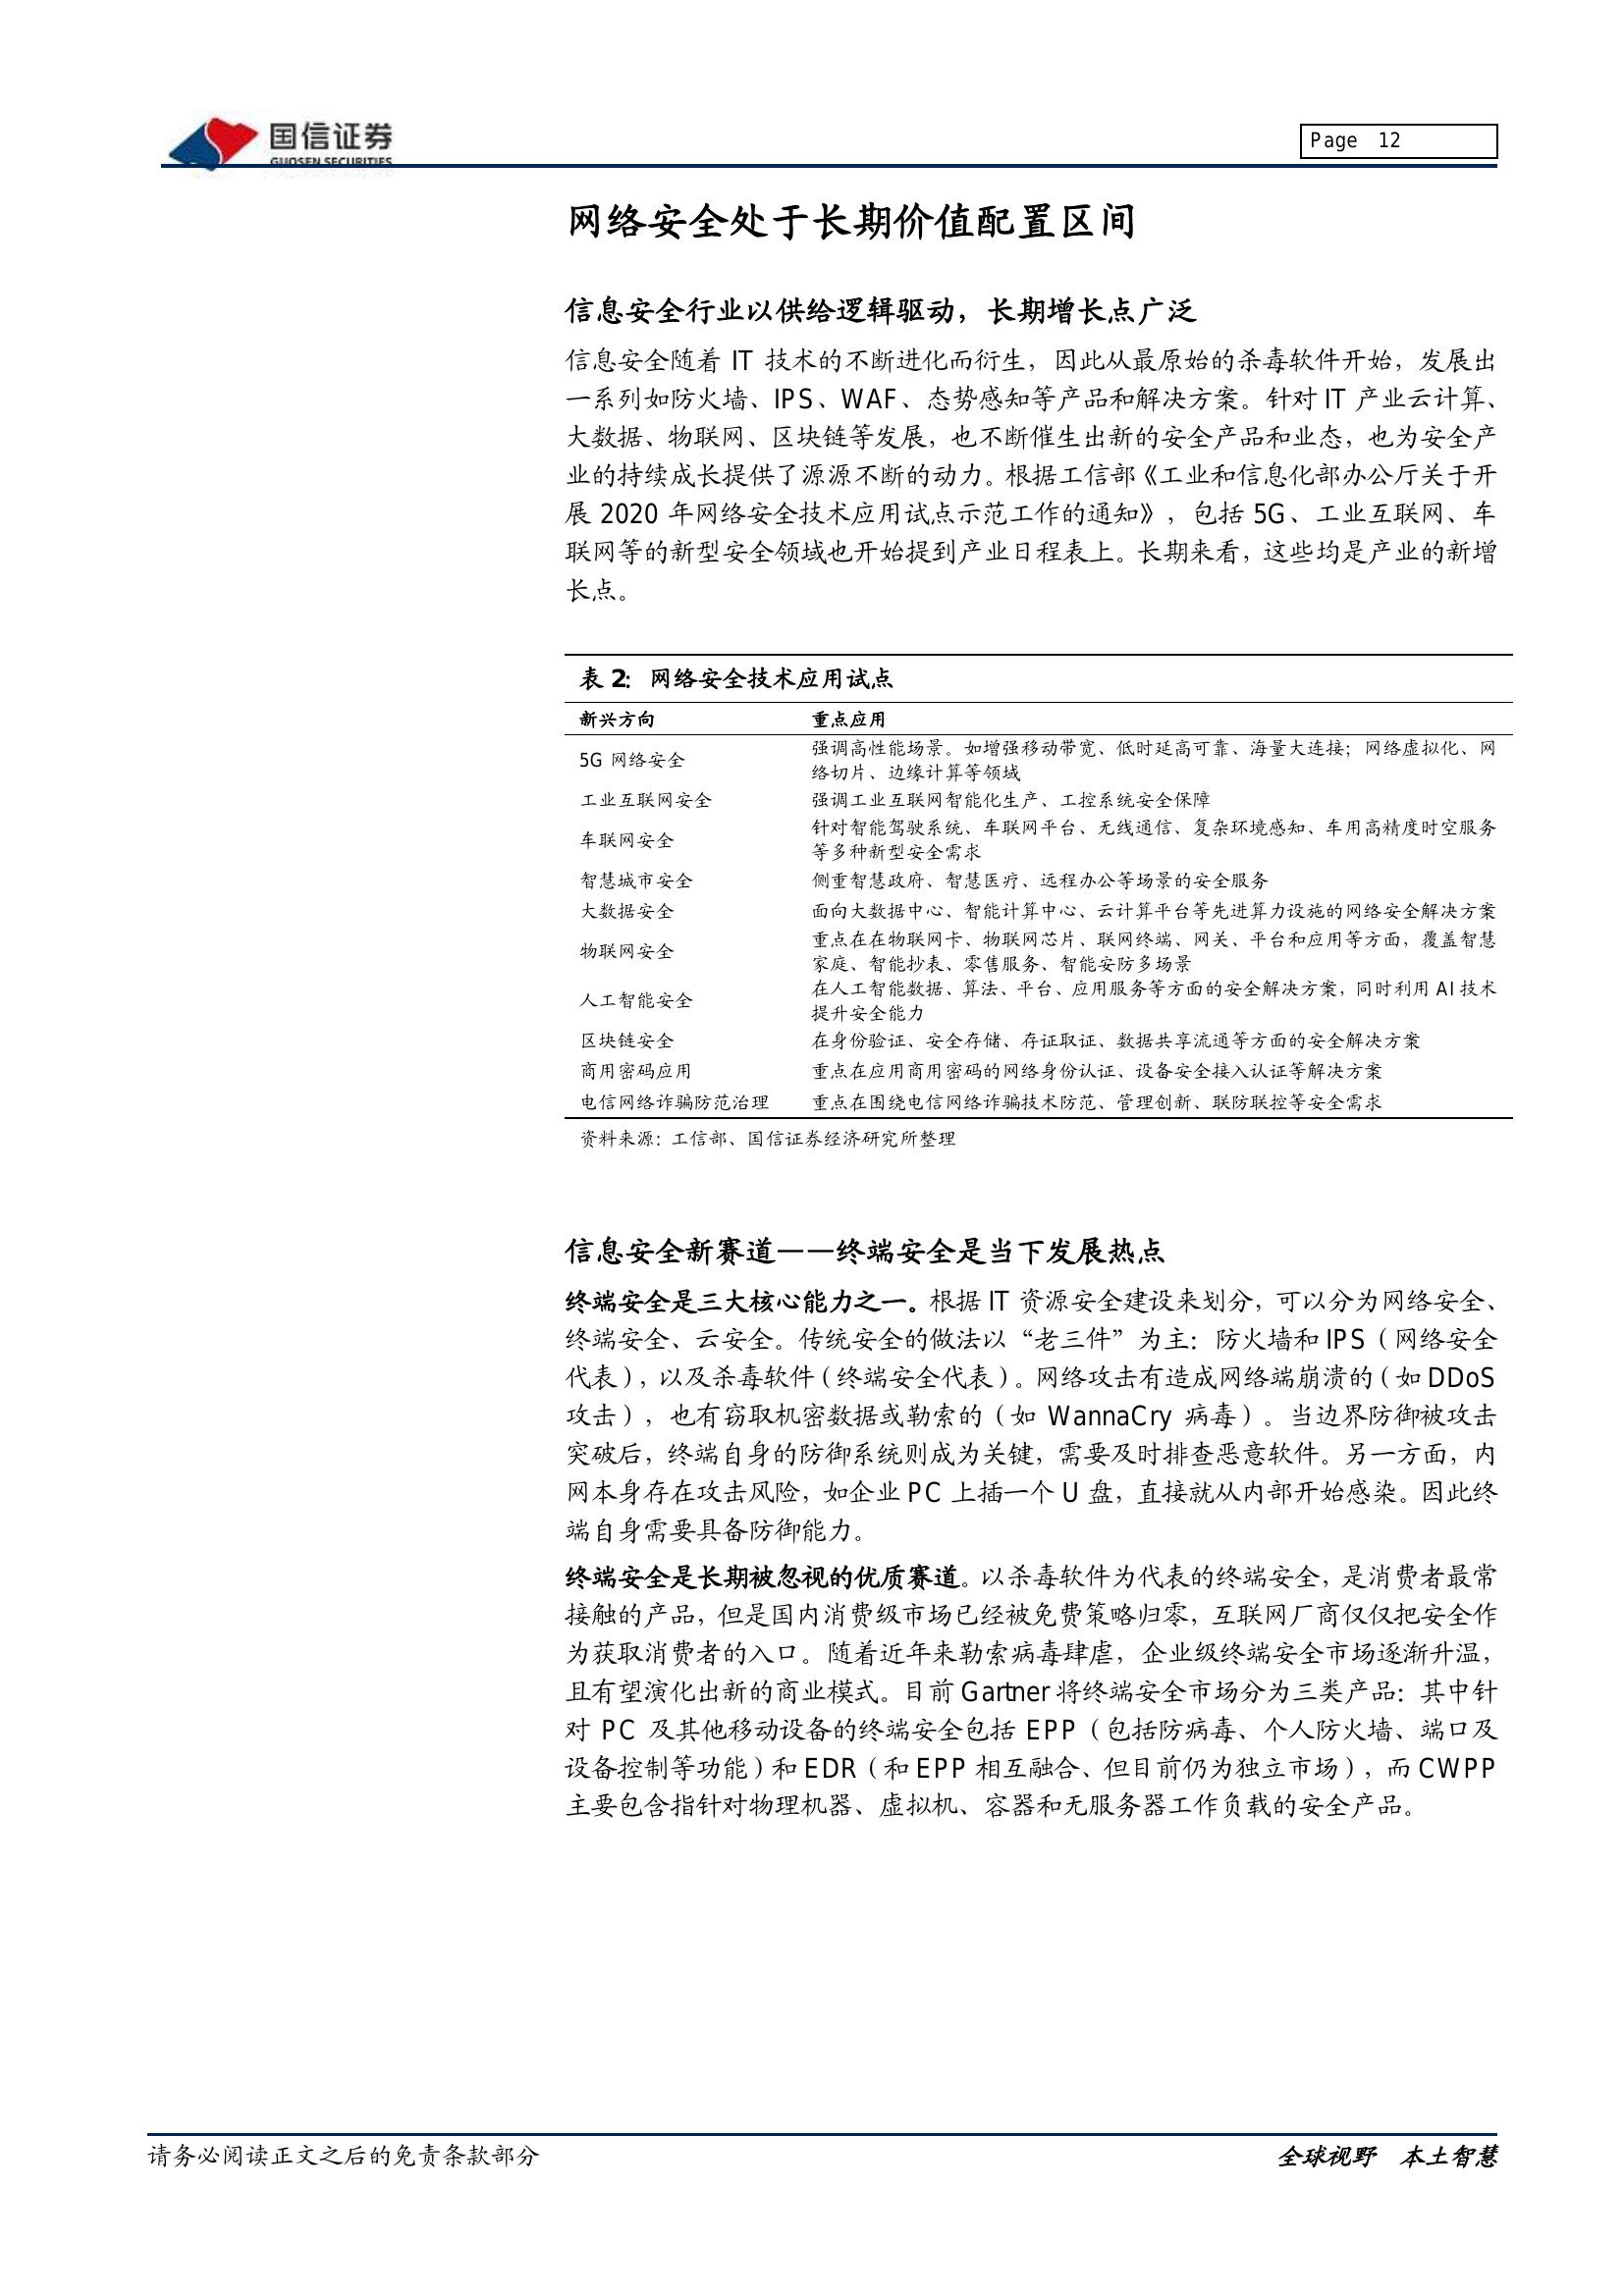 国信证券
GUOSEN SECURITIES
Page 12
网络安全处于长期价值配置区间
信息安全行业以供给逻辑驱动，长期增长点广泛
信息安全随着 IT 技术的不断进化而衍生，因此从最原始的杀毒软件开始，发展出
一系列如防火墙、IPS、WAF、态势感知等产品和解决方案。针对 IT 产业云计算、
大数据、物联网、区块链等发展，也不断催生出新的安全产品和业态，也为安全产
业的持续成长提供了源源不断的动力。根据工信部《工业和信息化部办公厅关于开
展 2020 年网络安全技术应用试点示范工作的通知》，包括 5G、工业互联网、车
联网等的新型安全领域也开始提到产业日程表上。长期来看，这些均是产业的新增
长点。
表 2：网络安全技术应用试点
新兴方向 重点应用
5G 网络安全 强调高性能场景。如增强移动带宽、低时延高可靠、海量大连接；网络虚拟化、网
络切片、边缘计算等领域
工业互联网安全 强调工业互联网智能化生产、工控系统安全保障
车联网安全 针对智能驾驶系统、车联网平台、无线通信、复杂环境感知、车用高精度时空服务
等多种新型安全需求
智慧城市安全 侧重智慧政府、智慧医疗、远程办公等场景的安全服务
大数据安全 面向大数据中心、智能计算中心、云计算平台等先进算力设施的网络安全解决方案
物联网安全 重点在在物联网卡、物联网芯片、联网终端、网关、平台和应用等方面，覆盖智慧
家庭、智能抄表、零售服务、智能安防多场景
人工智能安全 在人工智能数据、算法、平台、应用服务等方面的安全解决方案，同时利用 AI 技术
提升安全能力
区块链安全 在身份验证、安全存储、存证取证、数据共享流通等方面的安全解决方案
商用密码应用 重点在应用商用密码的网络身份认证、设备安全接入认证等解决方案
电信网络诈骗防范治理 重点在围绕电信网络诈骗技术防范、管理创新、联防联控等安全需求
资料来源：工信部、国信证券经济研究所整理
信息安全新赛道——终端安全是当下发展热点
终端安全是三大核心能力之一。根据 IT 资源安全建设来划分，可以分为网络安全、
终端安全、云安全。传统安全的做法以“老三件”为主：防火墙和 IPS（网络安全
代表），以及杀毒软件（终端安全代表）。网络攻击有造成网络端崩溃的（如 DDoS
攻击），也有窃取机密数据或勒索的（如 WannaCry 病毒）。当边界防御被攻击
突破后，终端自身的防御系统则成为关键，需要及时排查恶意软件。另一方面，内
网本身存在攻击风险，如企业 PC 上插一个 U 盘，直接就从内部开始感染。因此终
端自身需要具备防御能力。
终端安全是长期被忽视的优质赛道。以杀毒软件为代表的终端安全，是消费者最常
接触的产品，但是国内消费级市场已经被免费策略归零，互联网厂商仅仅把安全作
为获取消费者的入口。随着近年来勒索病毒肆虐，企业级终端安全市场逐渐升温，
且有望演化出新的商业模式。目前 Gartner 将终端安全市场分为三类产品：其中针
对 PC 及其他移动设备的终端安全包括 EPP（包括防病毒、个人防火墙、端口及
设备控制等功能）和 EDR（和 EPP 相互融合、但目前仍为独立市场），而 CWPP
主要包含指针对物理机器、虚拟机、容器和无服务器工作负载的安全产品。
请务必阅读正文之后的免责条款部分 全球视野 本土智慧